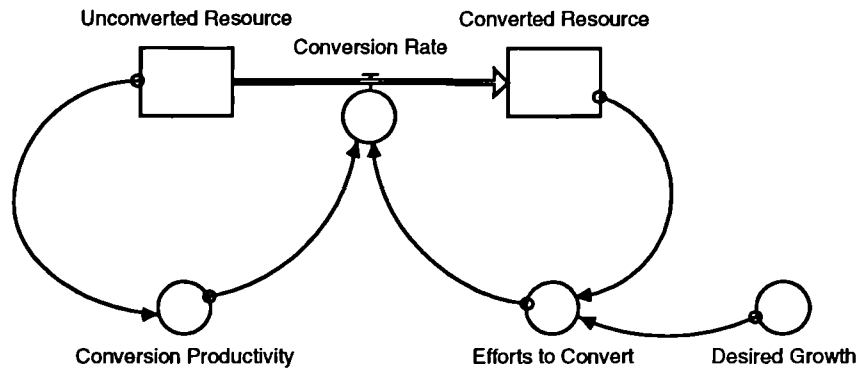 Unconverted Resource
Converted Resource
Conversion Rate
Conversion Productivity
Efforts to Convert
Desired Growth